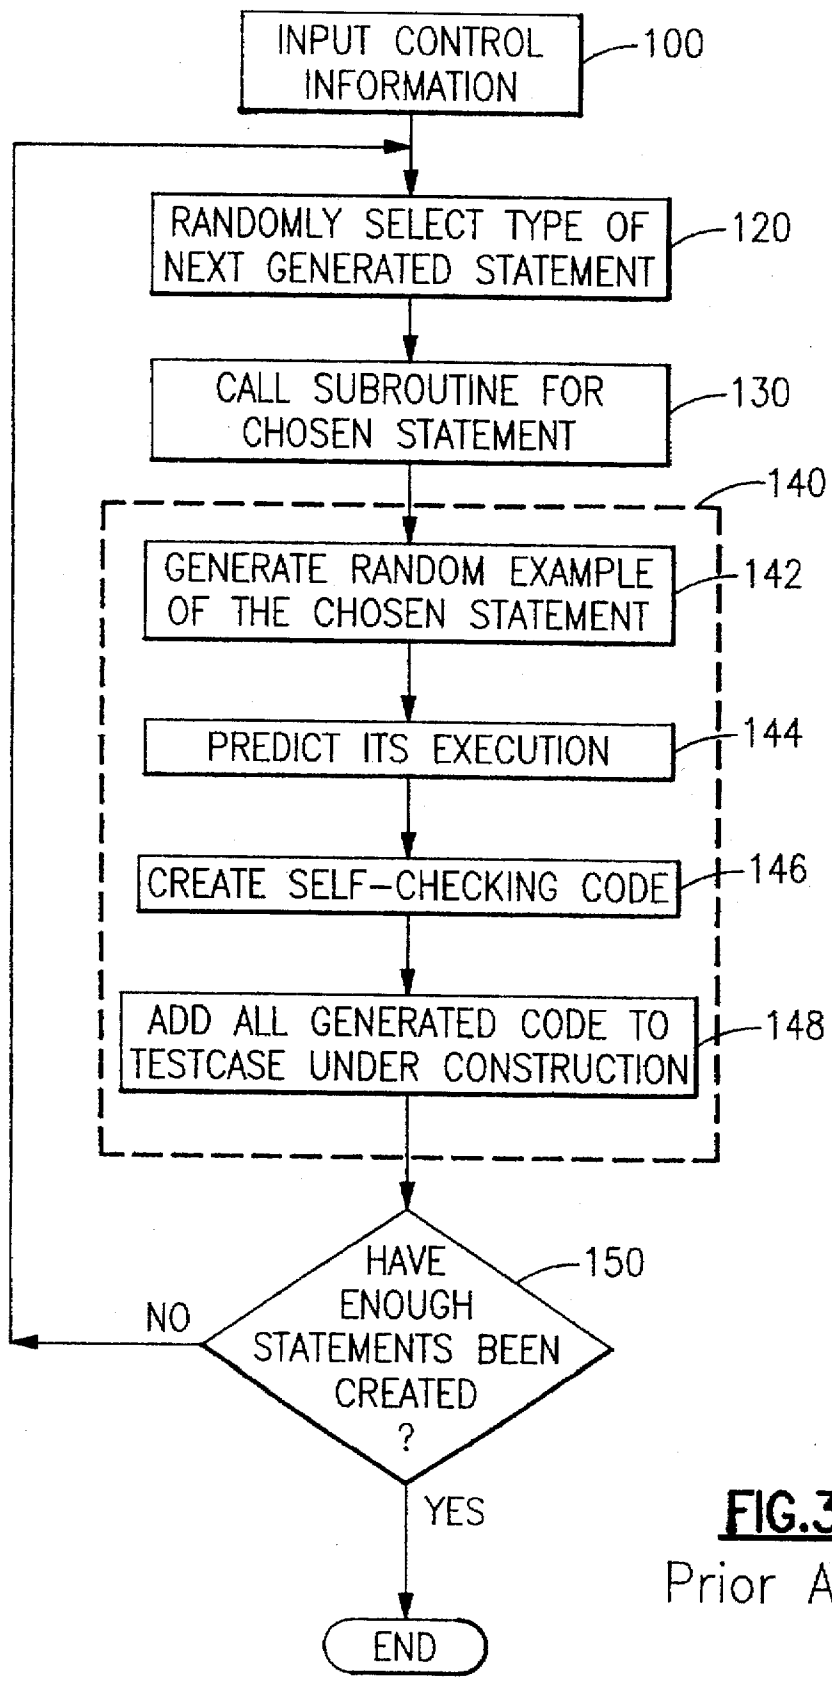 INPUT CONTROL
INFORMATION
100
RANDOMLY SELECT TYPE OF
NEXT GENERATED STATEMENT
120
CALL SUBROUTINE FOR
CHOSEN STATEMENT
130
140
GENERATE RANDOM EXAMPLE
OF THE CHOSEN STATEMENT
142
PREDICT ITS EXECUTION
144
CREATE SELF-CHECKING CODE
146
ADD ALL GENERATED CODE TO
TESTCASE UNDER CONSTRUCTION
148
HAVE
ENOUGH
STATEMENTS BEEN
CREATED
?
150
NO
YES
FIG.3
Prior A
END